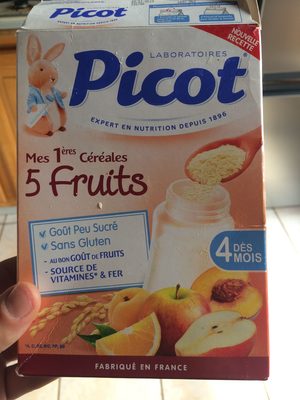 NOUVELLE
RECETTE
LABORATOIRES
Picot
EXPERT EN NUTRITION DEPUIS 1896
Mes 1ères Céréales
5 Fruits
Goût Peu Sucré
Sans Gluten
- AU BON GOÛT DE FRUITS
- SOURCE DE
VITAMINES* & FER
4 DÈS
MOIS
FABRIQUÉ EN FRANCE